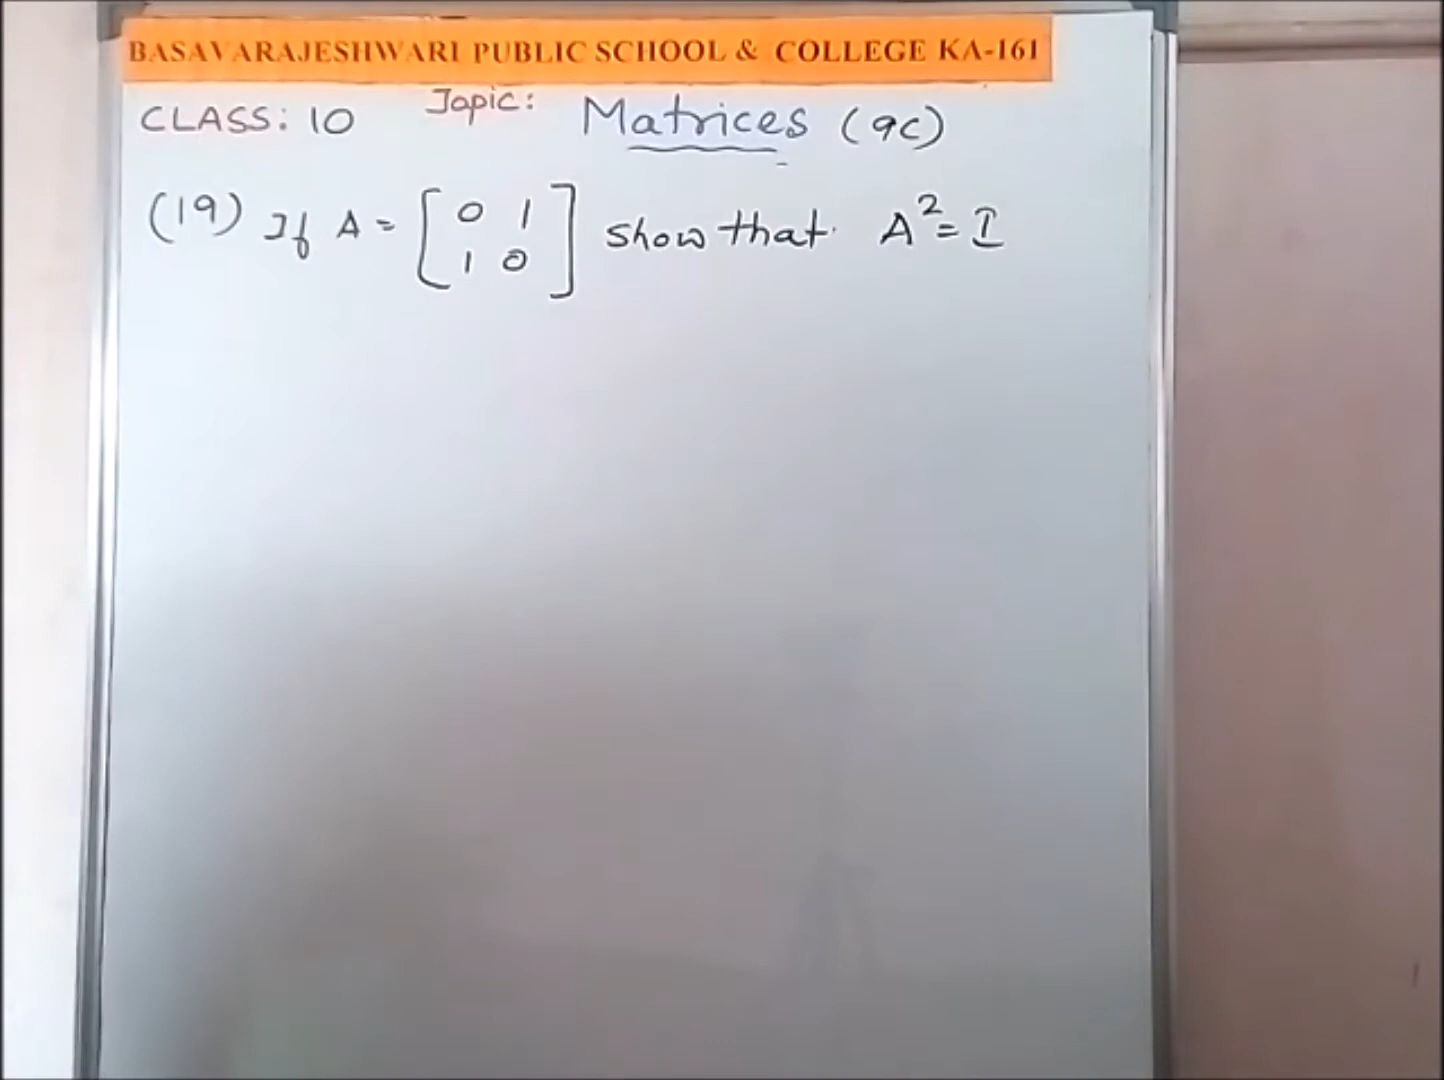 BASAVARAJESHWARI PUBLIC SCHOOL & COLLEGE KA-161
CLASS: 10 Topic: Matrices (9C)
(19) If A = [0 1
1 0] show that A² = I